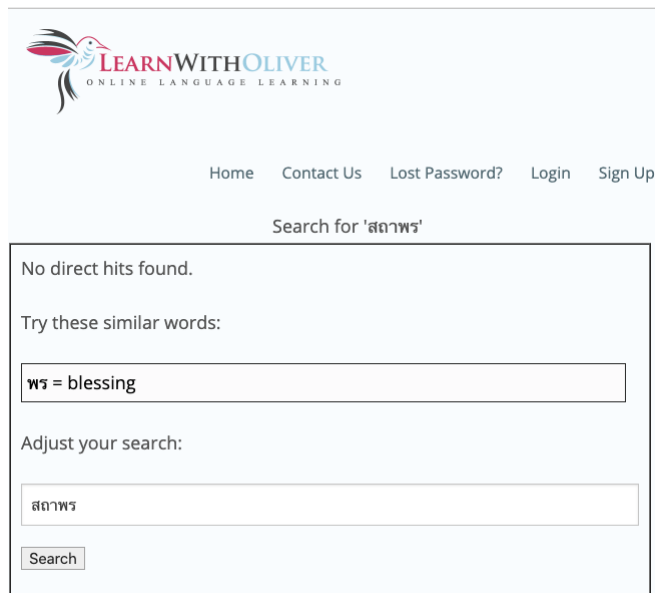 LEARNWITHOLIVER
ONLINE LANGUAGE LEARNING
Home Contact Us Lost Password? Login Sign Up
Search for 'สถาพร'
No direct hits found.
Try these similar words:
พร = blessing
Adjust your search:
สถาพร
Search